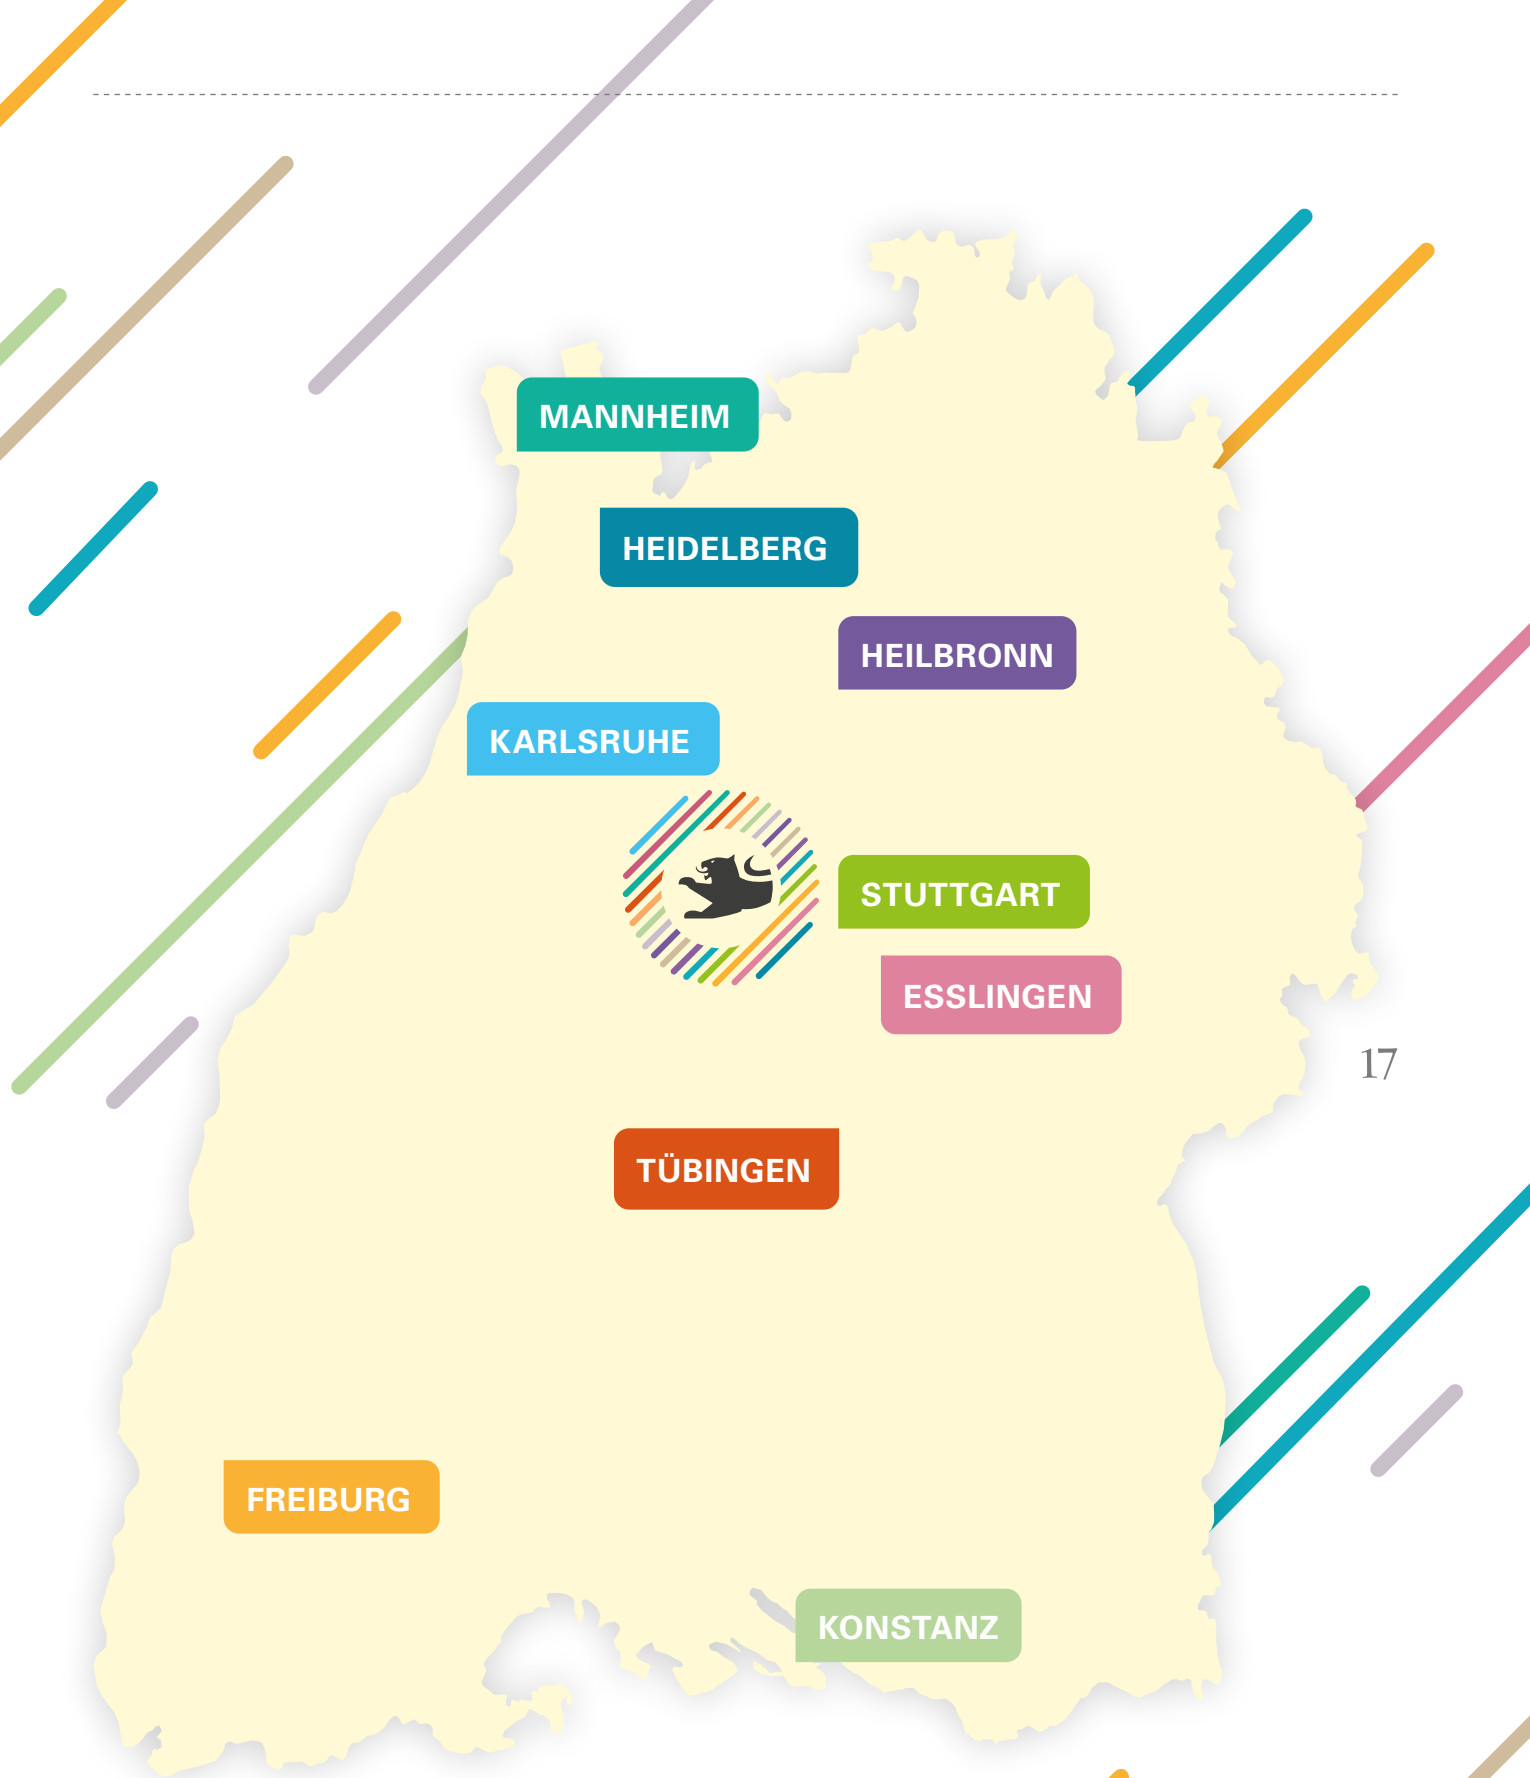 MANNHEIM
HEIDELBERG
HEILBRONN
KARLSRUHE
STUTTGART
ESSLINGEN
17
TÜBINGEN
FREIBURG
KONSTANZ